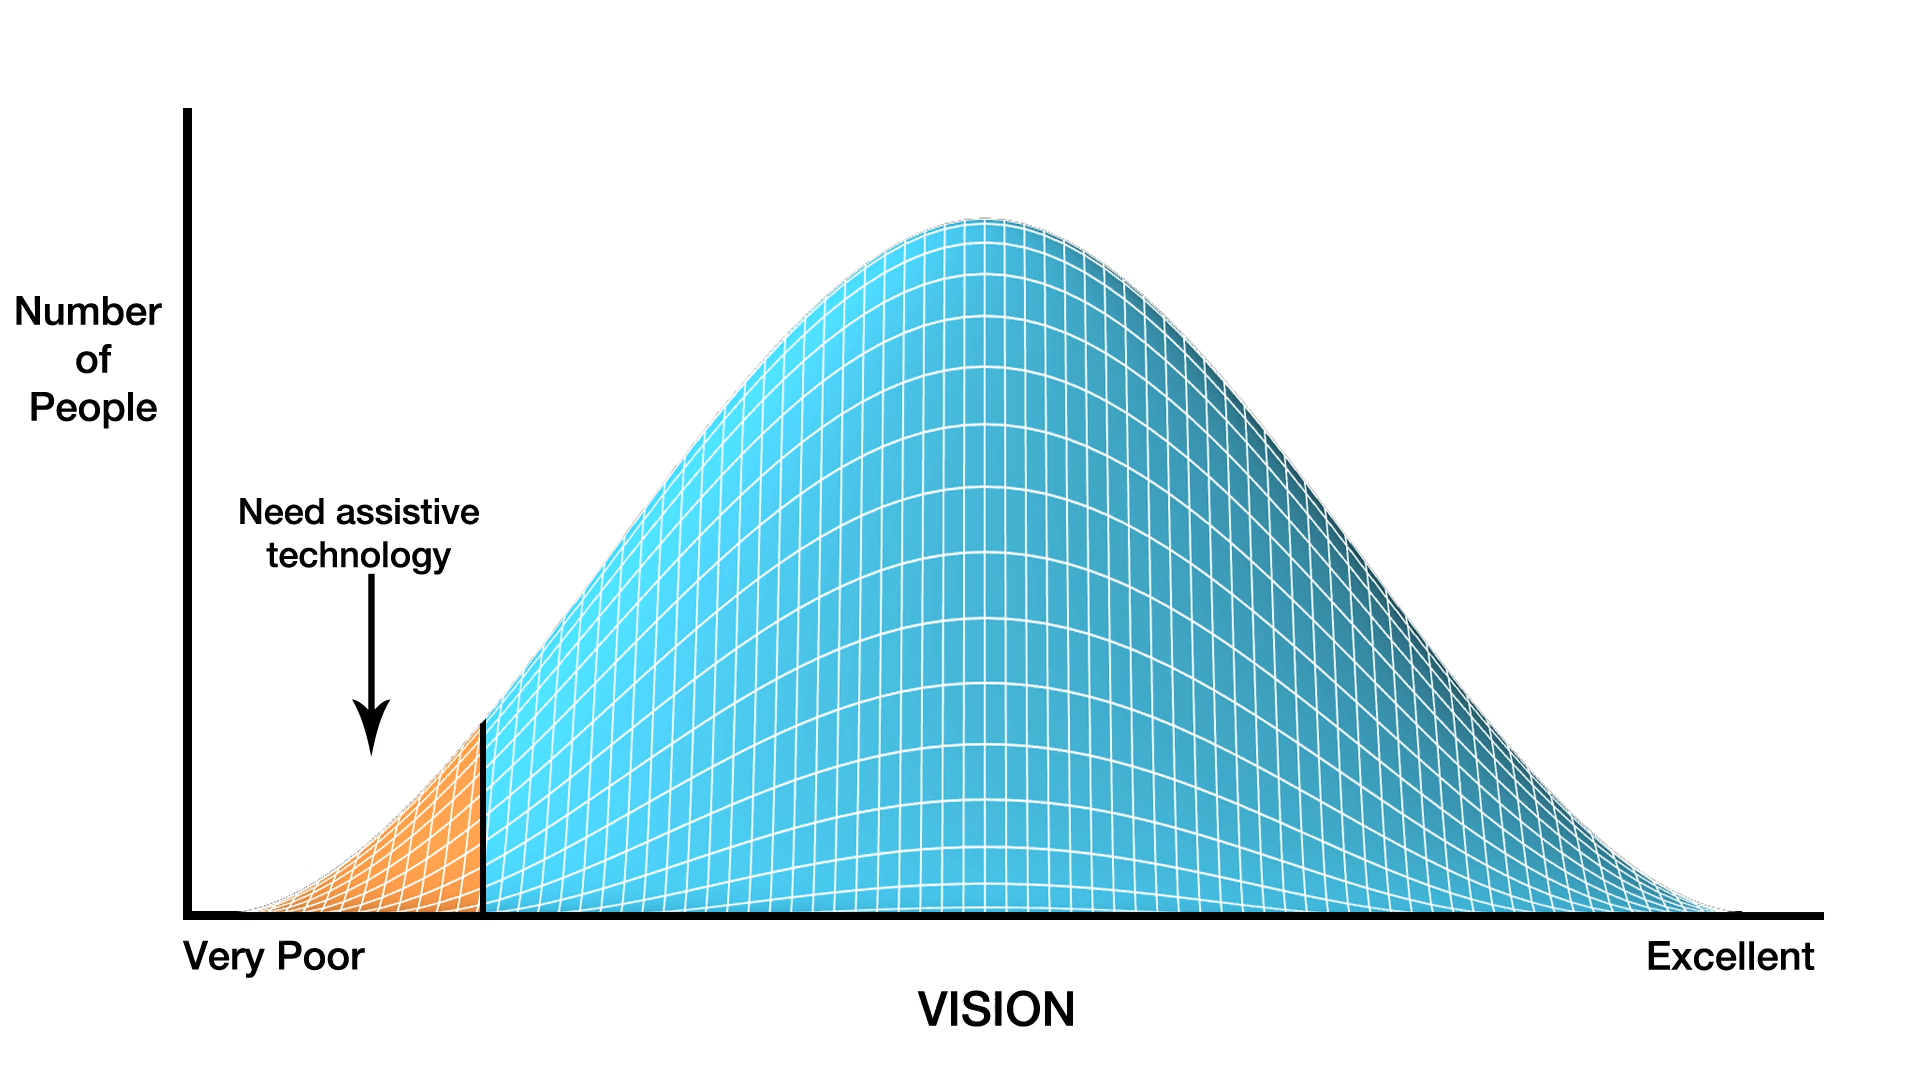 Number
of
People
Need assistive
technology
Very Poor
Excellent
VISION